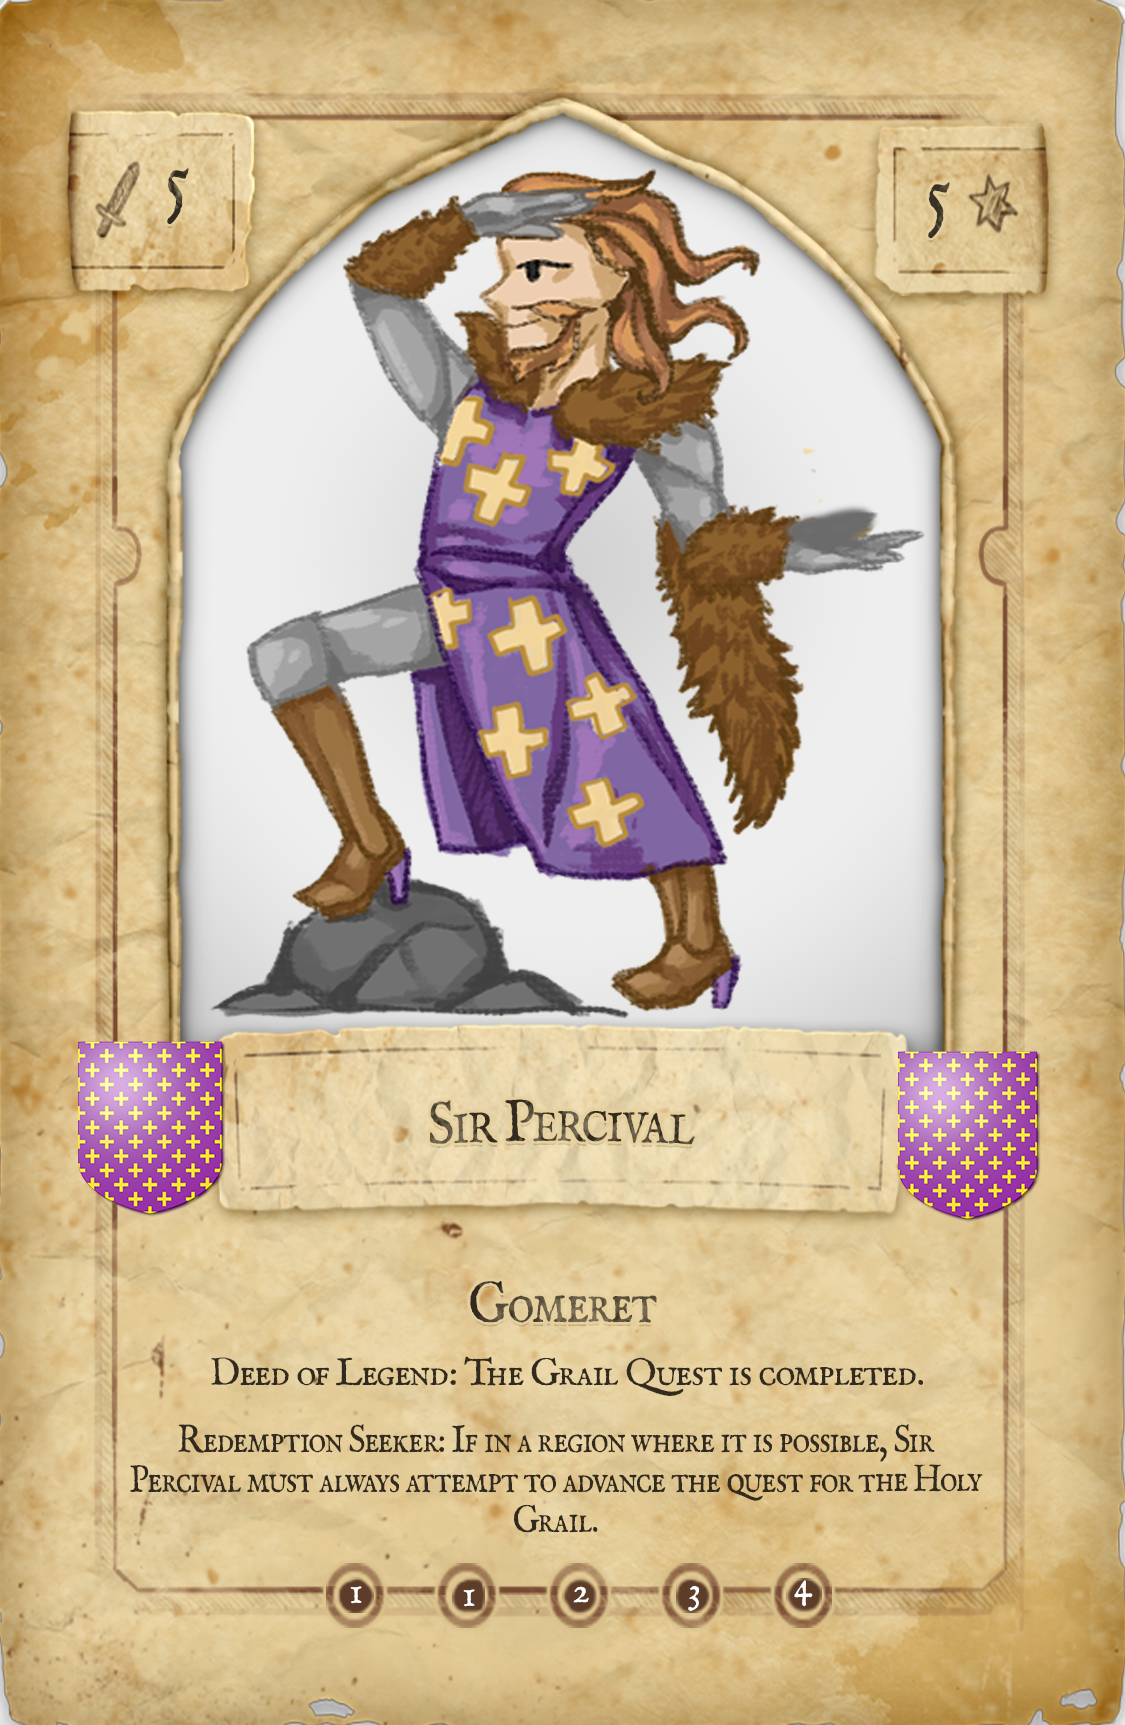 5
5
Sir Percival
Gomeret
Deed of Legend: The Grail Quest is completed.
Redemption Seeker: If in a region where it is possible, Sir
Percival must always attempt to advance the quest for the Holy
Grail.
1 1 2 3 4